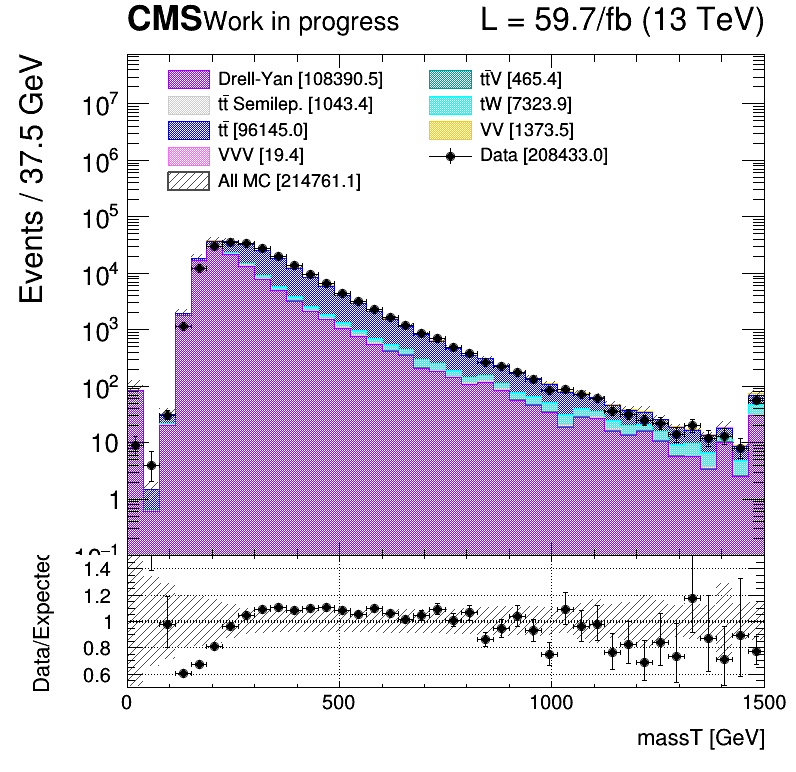 CMS Work in progress L = 59.7/fb (13 TeV)
Events / 37.5 GeV
Drell-Yan [108390.5]
tt̄ Semilep. [1043.4]
tt̄ [96145.0]
VVV [19.4]
All MC [214761.1]
tt̄V [465.4]
tW [7323.9]
VV [1373.5]
Data [208433.0]
10⁷
10⁶
10⁵
10⁴
10³
10²
10
1
10⁻¹
Data/Expected
1.4
1.2
1
0.8
0.6
0 500 1000 1500
massT [GeV]